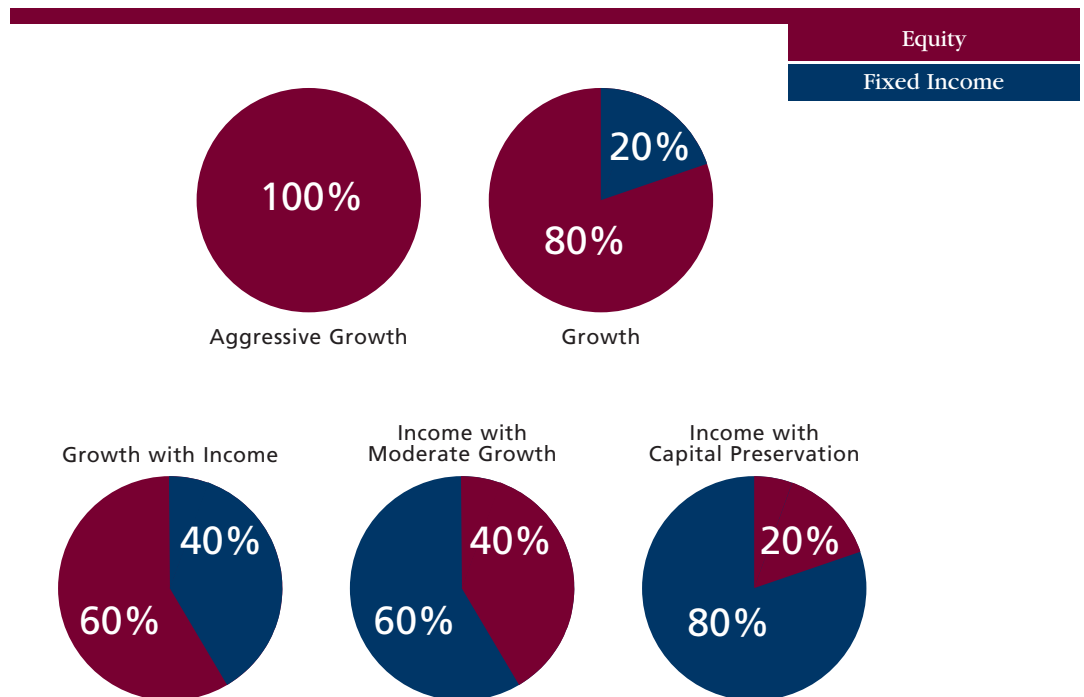 Equity
Fixed Income
100%
20%
80%
Aggressive Growth
Growth
Growth with Income
Income with
Moderate Growth
Income with
Capital Preservation
40%
60%
40%
60%
20%
80%